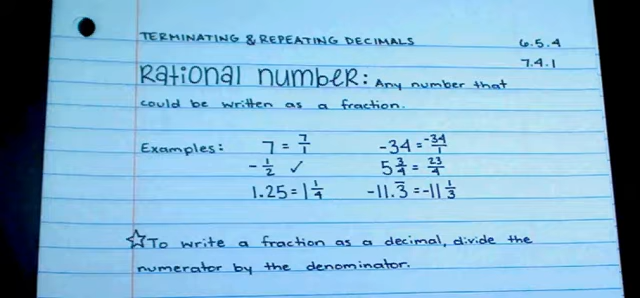 TERMINATING & REPEATING DECIMALS 6.5.4
7.4.1
Rational number: Any number that
could be written as a fraction.
Examples: 7 = 7/1 -34 = -34/1
-1/2 ✓ 5 3/4 = 23/4
1.25 = 1 1/4 -11.3̅ = -11 1/3
☆To write a fraction as a decimal, divide the
numerator by the denominator.